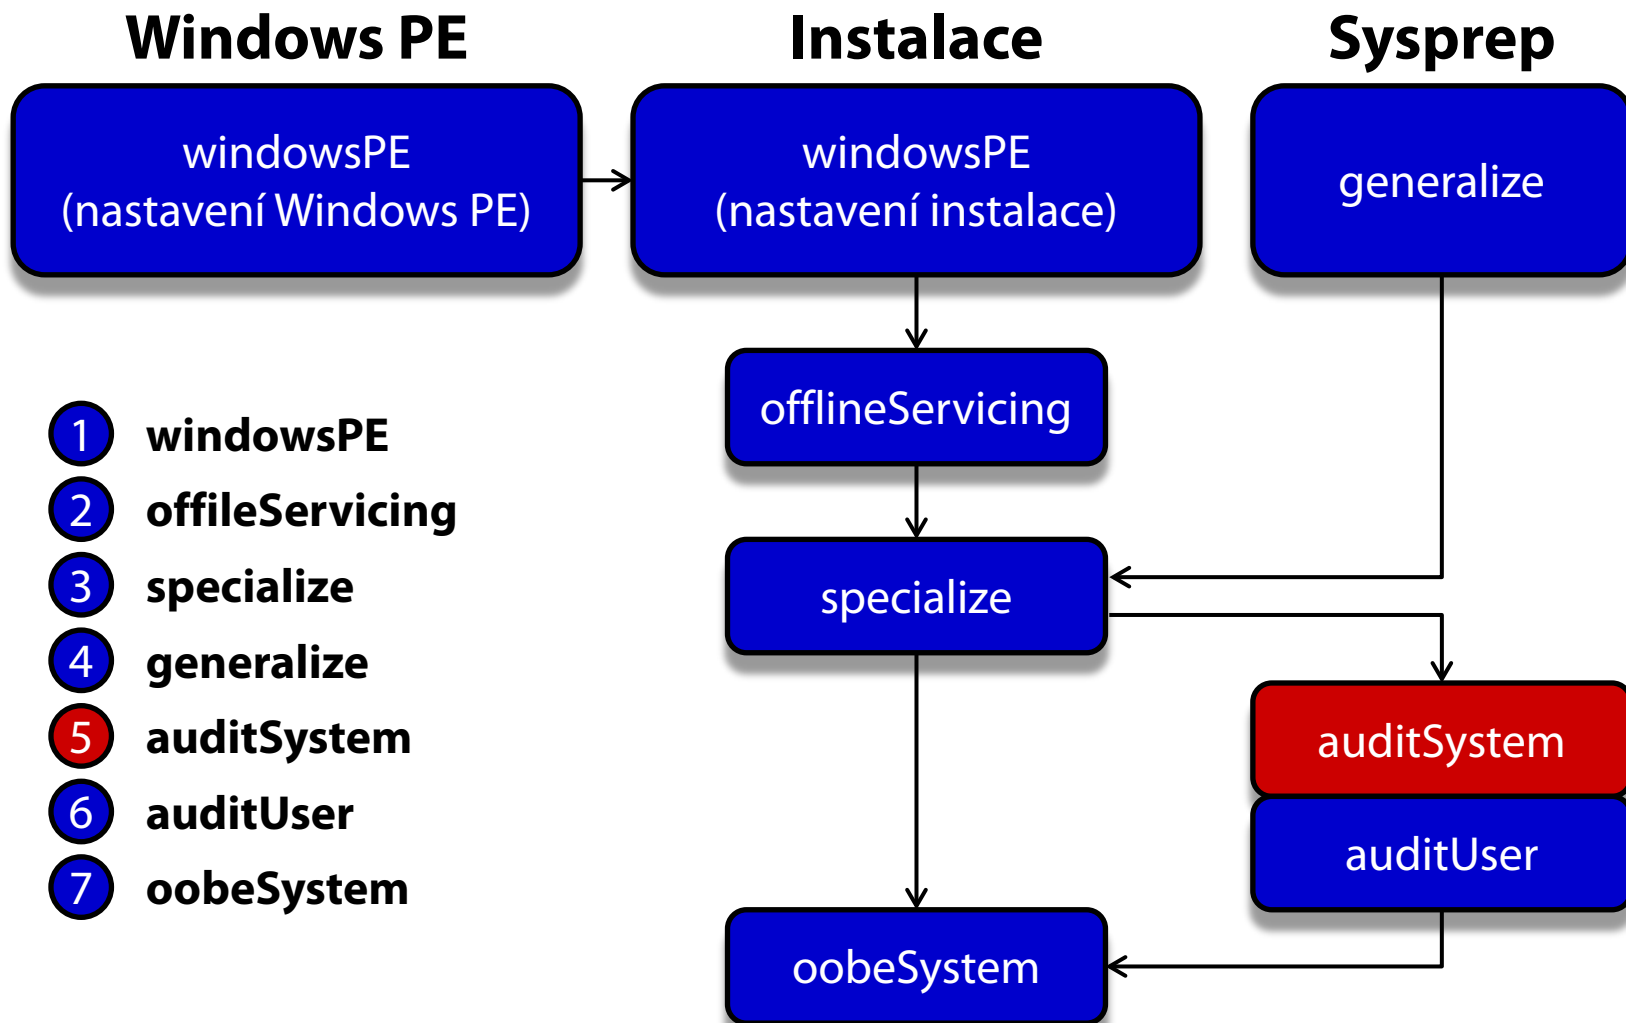 Windows PE
Instalace
Sysprep
windowsPE
(nastavení Windows PE)
windowsPE
(nastavení instalace)
generalize
offlineServicing
specialize
auditSystem
auditUser
oobeSystem
1 windowsPE
2 offileServicing
3 specialize
4 generalize
5 auditSystem
6 auditUser
7 oobeSystem